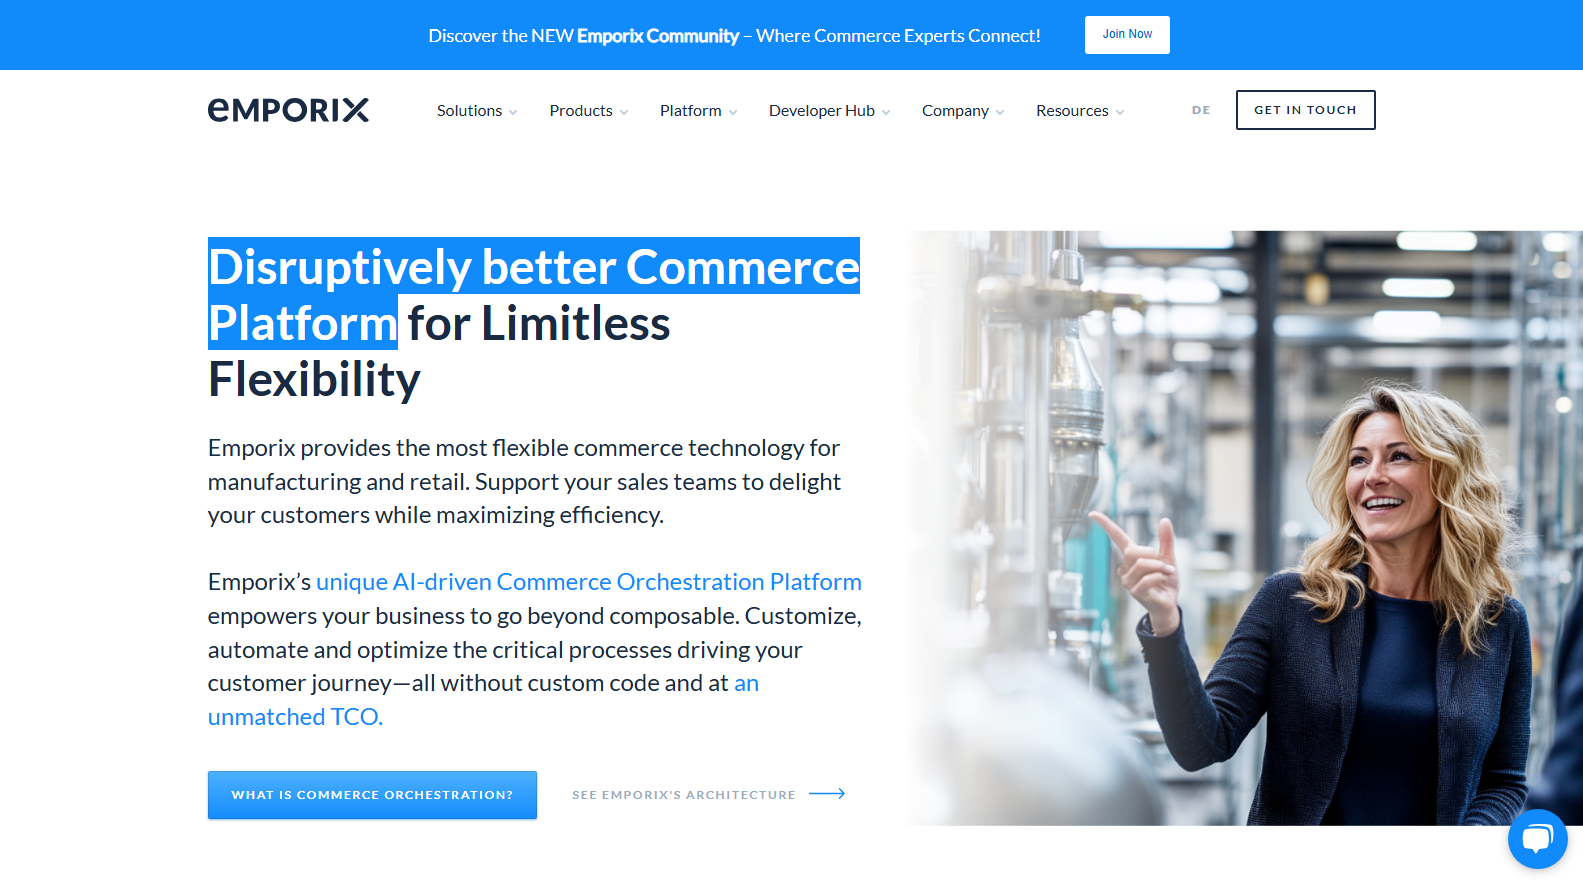 Discover the NEW Emporix Community – Where Commerce Experts Connect!
Join Now
eMPORIX
Solutions
Products
Platform
Developer Hub
Company
Resources
DE
GET IN TOUCH
Disruptively better Commerce
Platform for Limitless
Flexibility
Emporix provides the most flexible commerce technology for
manufacturing and retail. Support your sales teams to delight
your customers while maximizing efficiency.
Emporix’s unique AI-driven Commerce Orchestration Platform
empowers your business to go beyond composable. Customize,
automate and optimize the critical processes driving your
customer journey—all without custom code and at an
unmatched TCO.
WHAT IS COMMERCE ORCHESTRATION?
SEE EMPORIX'S ARCHITECTURE